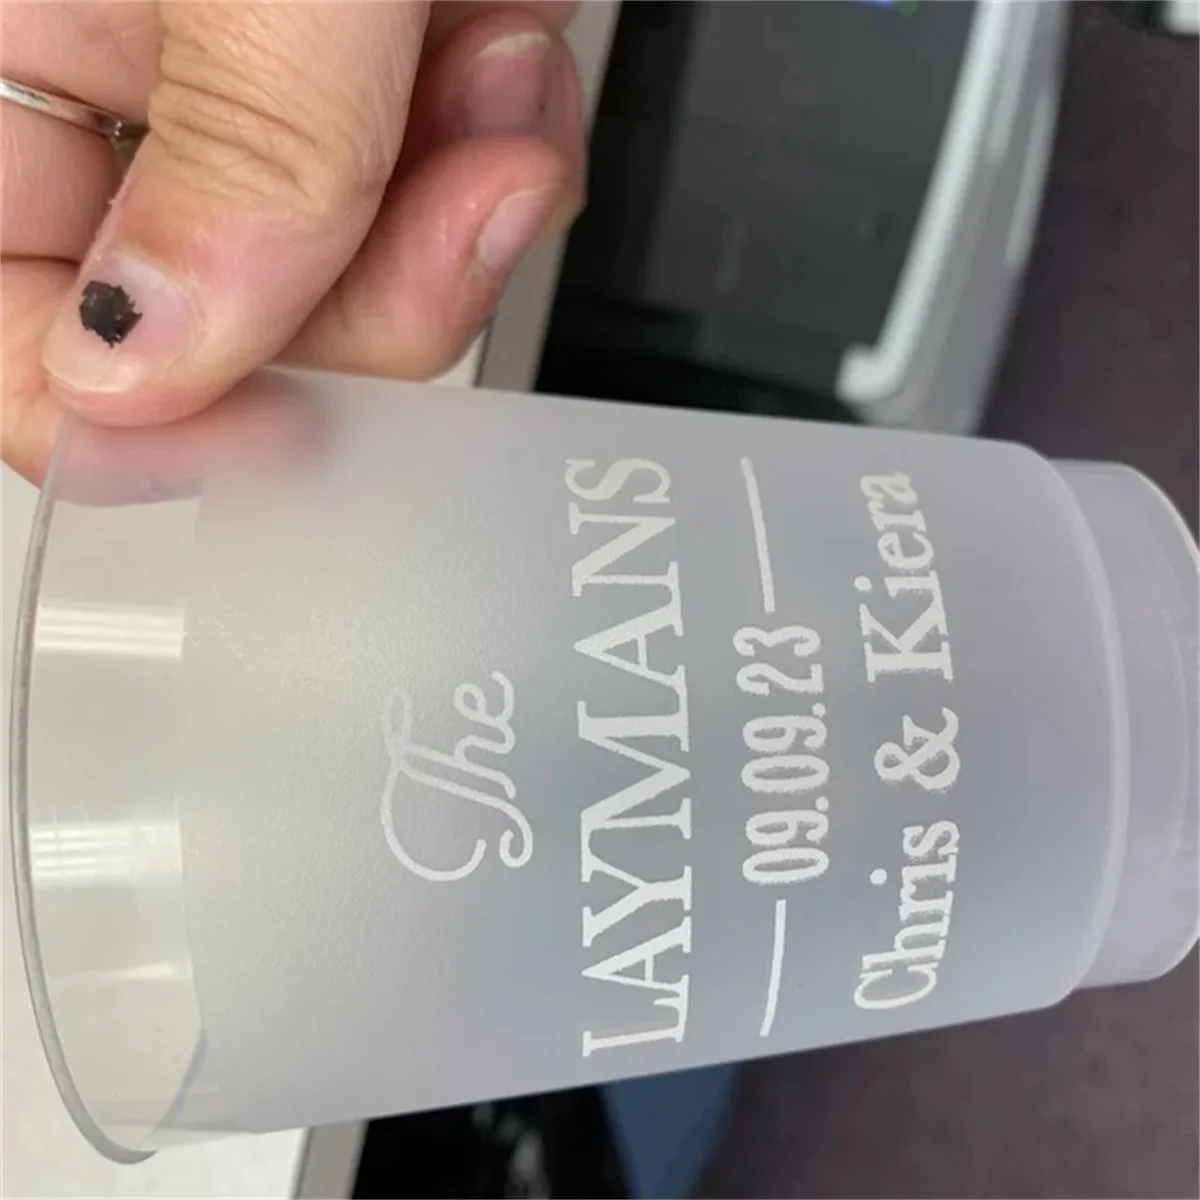 The
LAYMANS
09.09.23
Chris & Kiera